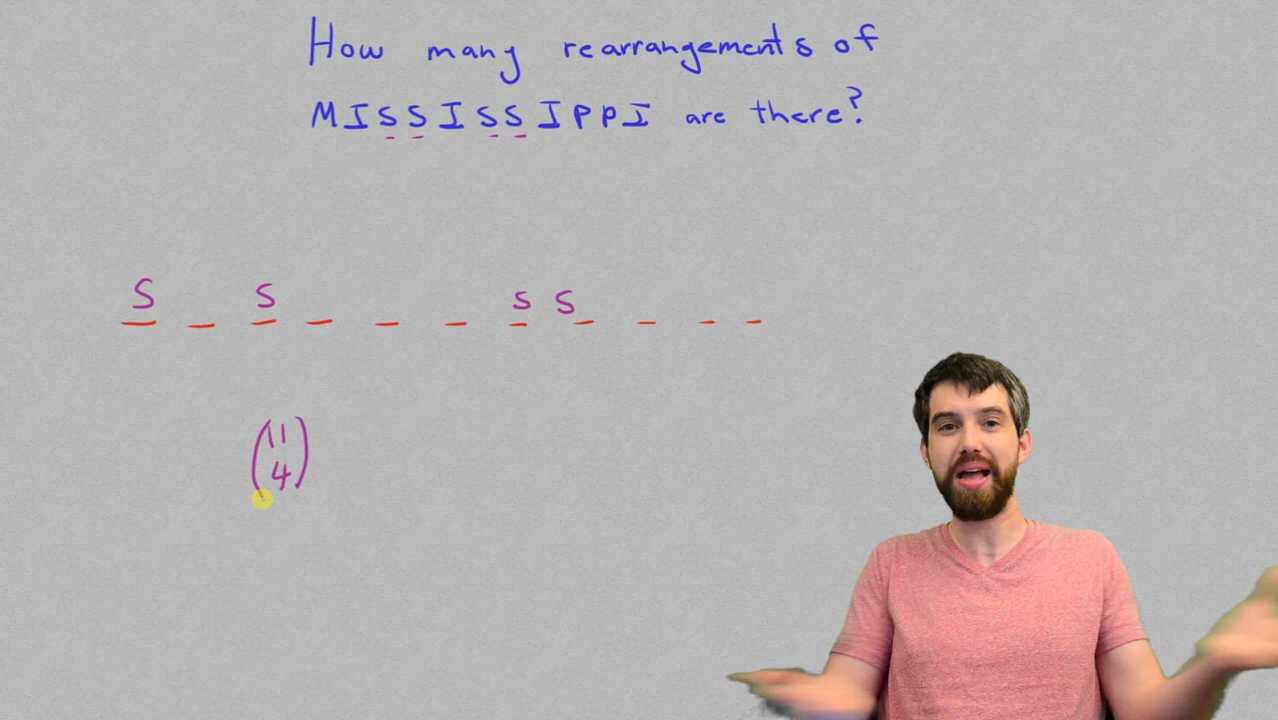 How many rearrangements of
MISSISSIPPI are there?
S _ S _ _ _ S S _ _ _
(11
4)